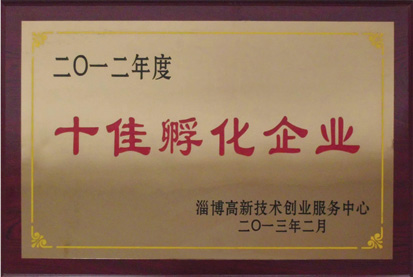 二〇一二年度
十佳孵化企业
淄博高新技术创业服务中心
二〇一三年二月